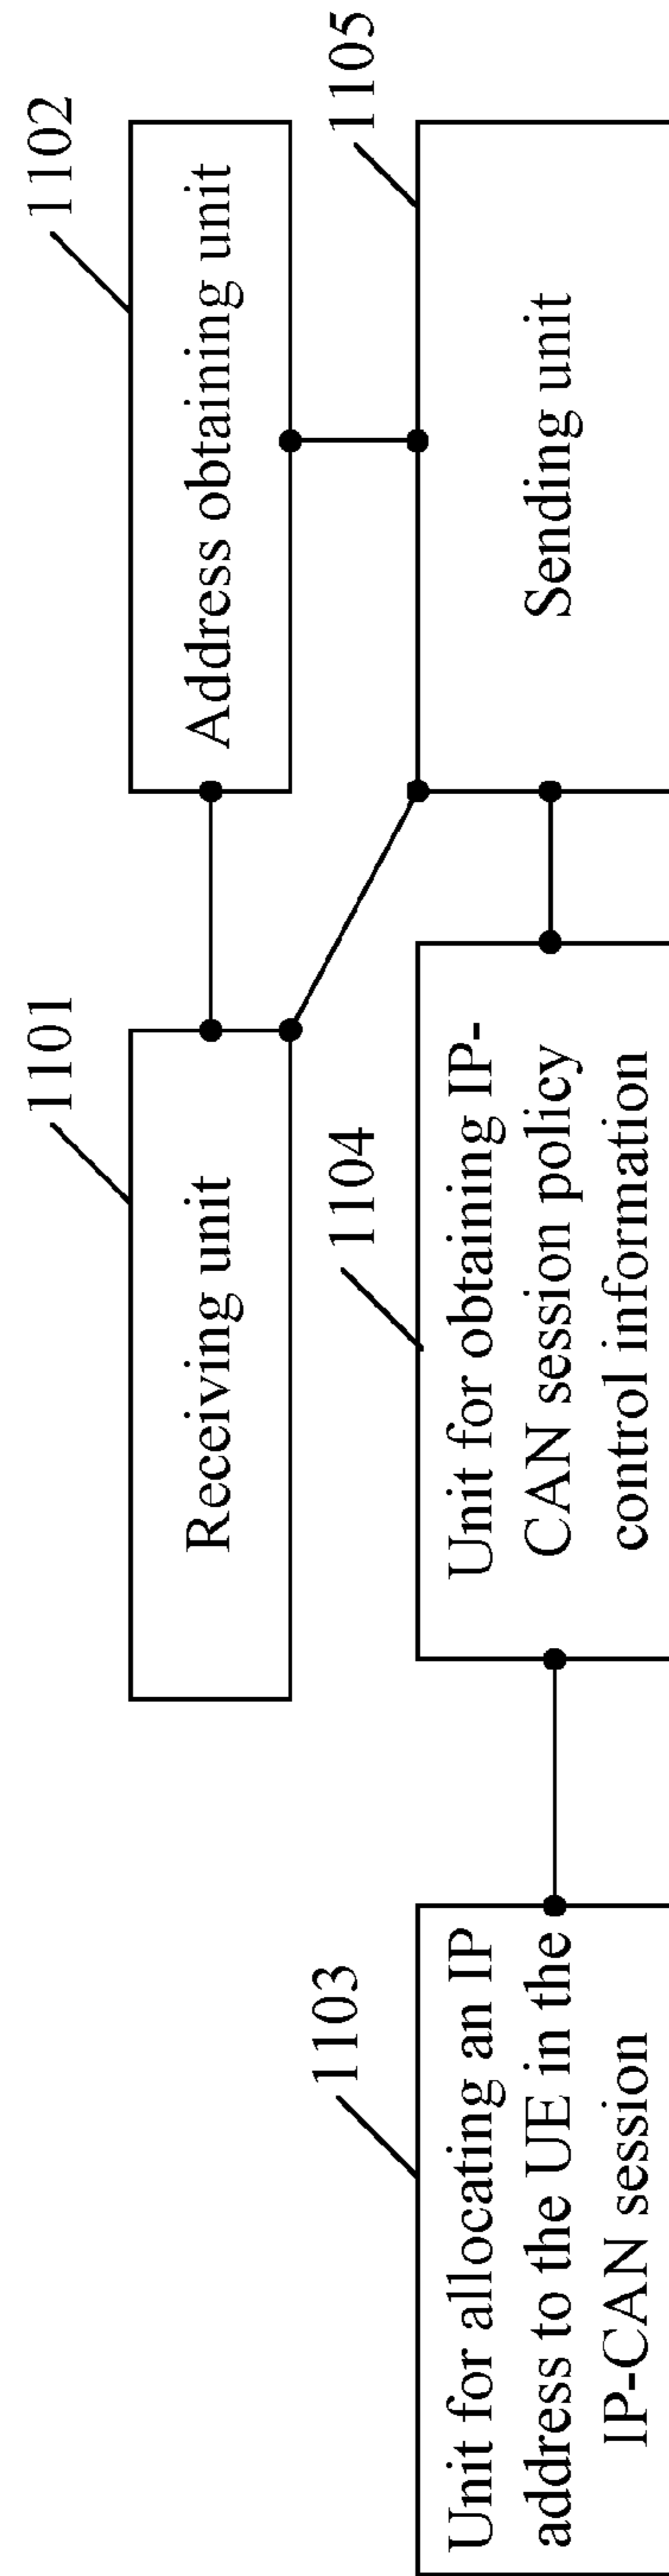 1101
Receiving unit
1102
Address obtaining unit
1103
Unit for allocating an IP
address to the UE in the
IP-CAN session
1104
Unit for obtaining IP-
CAN session policy
control information
1105
Sending unit